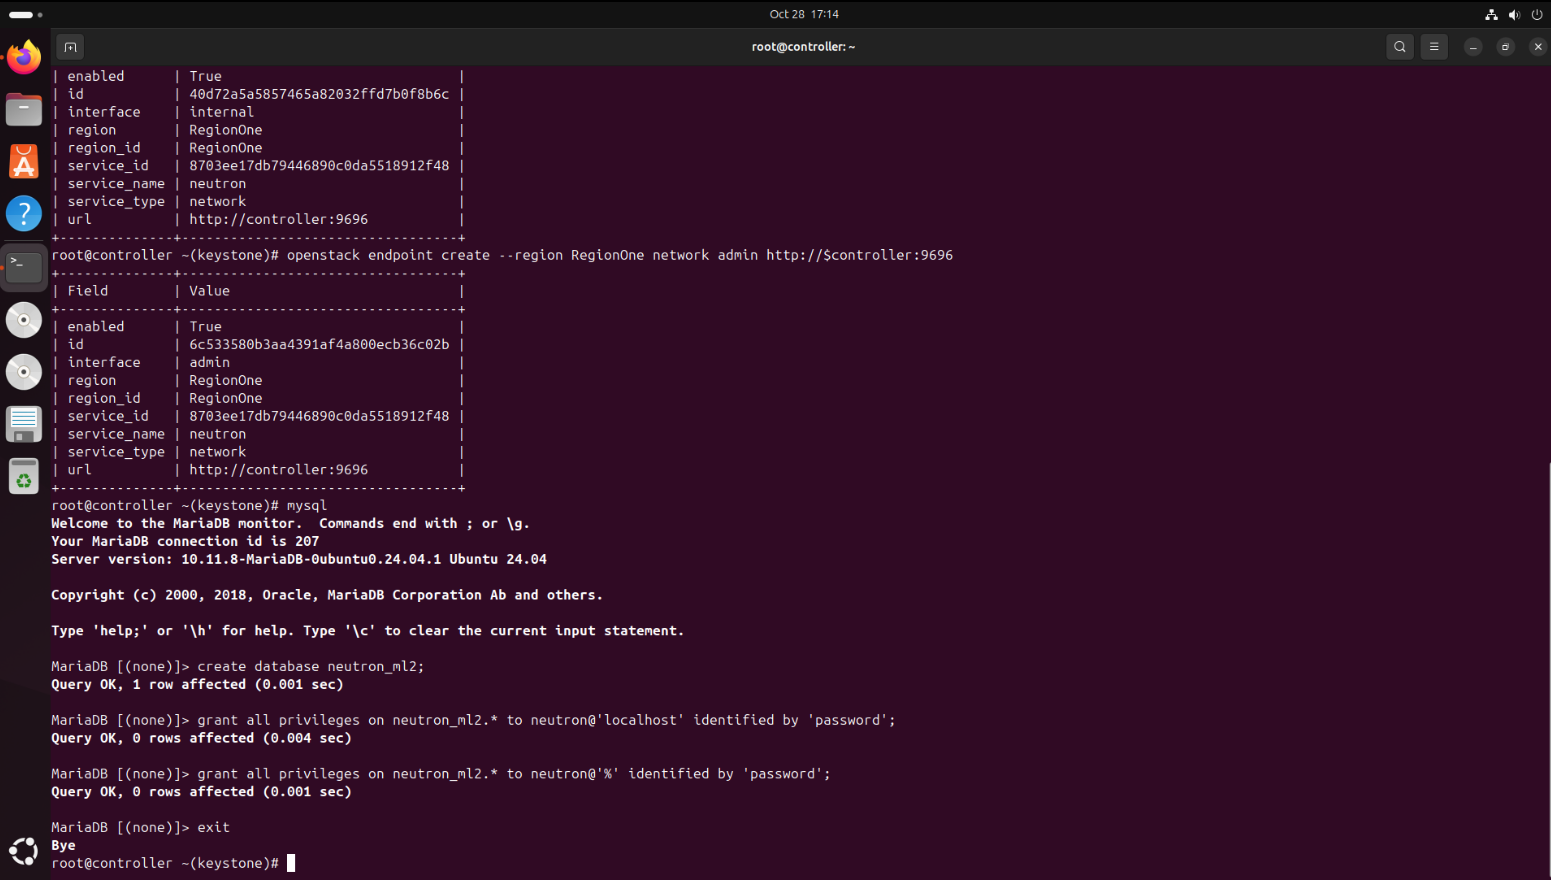 Oct 28 17:14
root@controller: ~
| enabled      | True                             |
| id           | 40d72a5a5857465a82032ffd7b0f8b6c |
| interface    | internal                         |
| region       | RegionOne                        |
| region_id    | RegionOne                        |
| service_id   | 8703ee17db79446890c0da5518912f48 |
| service_name | neutron                          |
| service_type | network                          |
| url          | http://controller:9696           |
+--------------+----------------------------------+
root@controller ~(keystone)# openstack endpoint create --region RegionOne network admin http://$controller:9696
+--------------+----------------------------------+
| Field        | Value                            |
+--------------+----------------------------------+
| enabled      | True                             |
| id           | 6c533580b3aa4391af4a800ecb36c02b |
| interface    | admin                            |
| region       | RegionOne                        |
| region_id    | RegionOne                        |
| service_id   | 8703ee17db79446890c0da5518912f48 |
| service_name | neutron                          |
| service_type | network                          |
| url          | http://controller:9696           |
+--------------+----------------------------------+
root@controller ~(keystone)# mysql
Welcome to the MariaDB monitor.  Commands end with ; or \g.
Your MariaDB connection id is 207
Server version: 10.11.8-MariaDB-0ubuntu0.24.04.1 Ubuntu 24.04

Copyright (c) 2000, 2018, Oracle, MariaDB Corporation Ab and others.

Type 'help;' or '\h' for help. Type '\c' to clear the current input statement.

MariaDB [(none)]> create database neutron_ml2;
Query OK, 1 row affected (0.001 sec)

MariaDB [(none)]> grant all privileges on neutron_ml2.* to neutron@'localhost' identified by 'password';
Query OK, 0 rows affected (0.004 sec)

MariaDB [(none)]> grant all privileges on neutron_ml2.* to neutron@'%' identified by 'password';
Query OK, 0 rows affected (0.001 sec)

MariaDB [(none)]> exit
Bye
root@controller ~(keystone)#